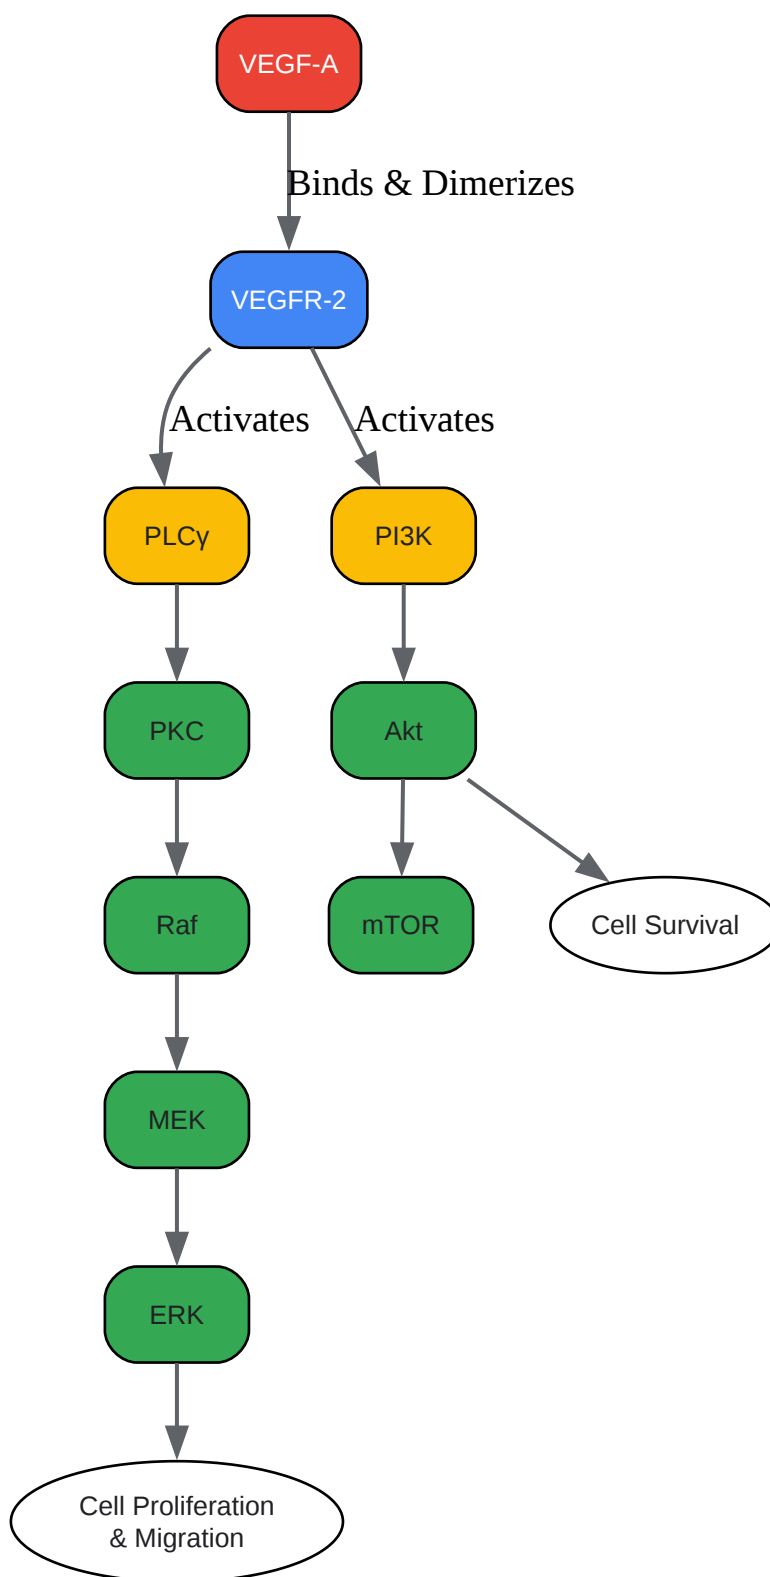 VEGF-A
Binds & Dimerizes
VEGFR-2
Activates
Activates
PLCγ
PI3K
PKC
Akt
Raf
mTOR
Cell Survival
MEK
ERK
Cell Proliferation
& Migration